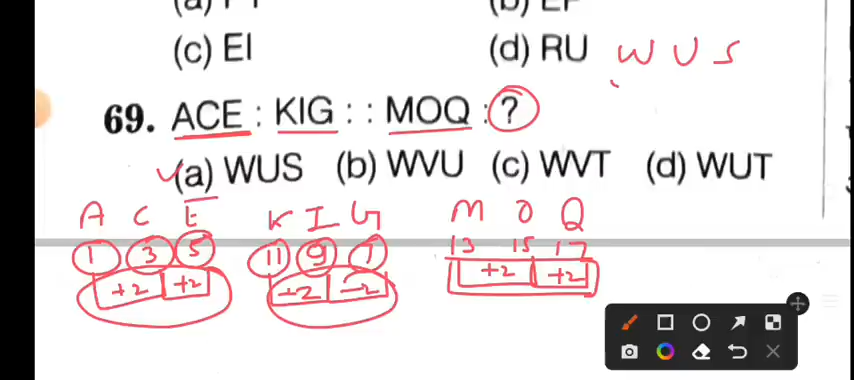 (c) EI (d) RU W U S
69. ACE : KIG : : MOQ : ?
(a) WUS (b) WVU (c) WVT (d) WUT
A C E K I G M O Q
1 3 5 11 9 7 13 15 17
+2 +2 -2 -2 +2 +2